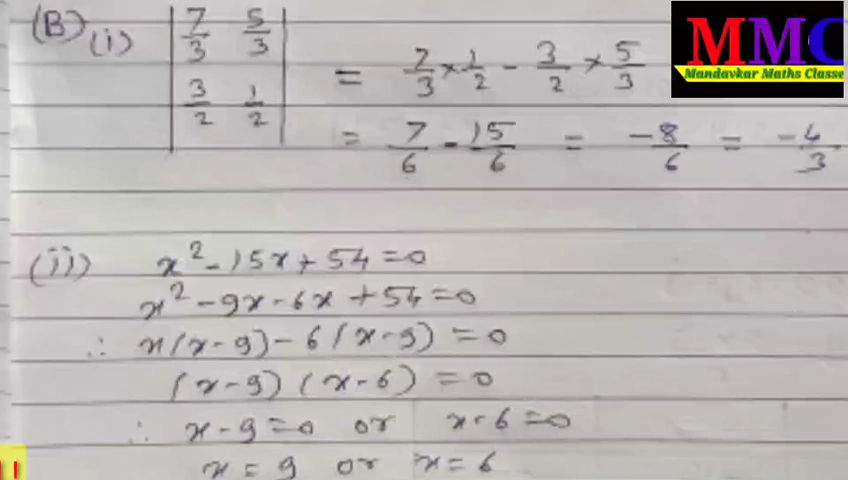 (B) (i) | 7/3 5/3 | = 7/3 × 1/2 - 3/2 × 5/3
| 3/2 1/2 |
= 7/6 - 15/6 = -8/6 = -4/3
MMC
Mandavkar Maths Classe
(ii) x² - 15x + 54 = 0
x² - 9x - 6x + 54 = 0
∴ x(x-9) - 6(x-9) = 0
(x-9) (x-6) = 0
∴ x-9 = 0 or x-6 = 0
x = 9 or x = 6